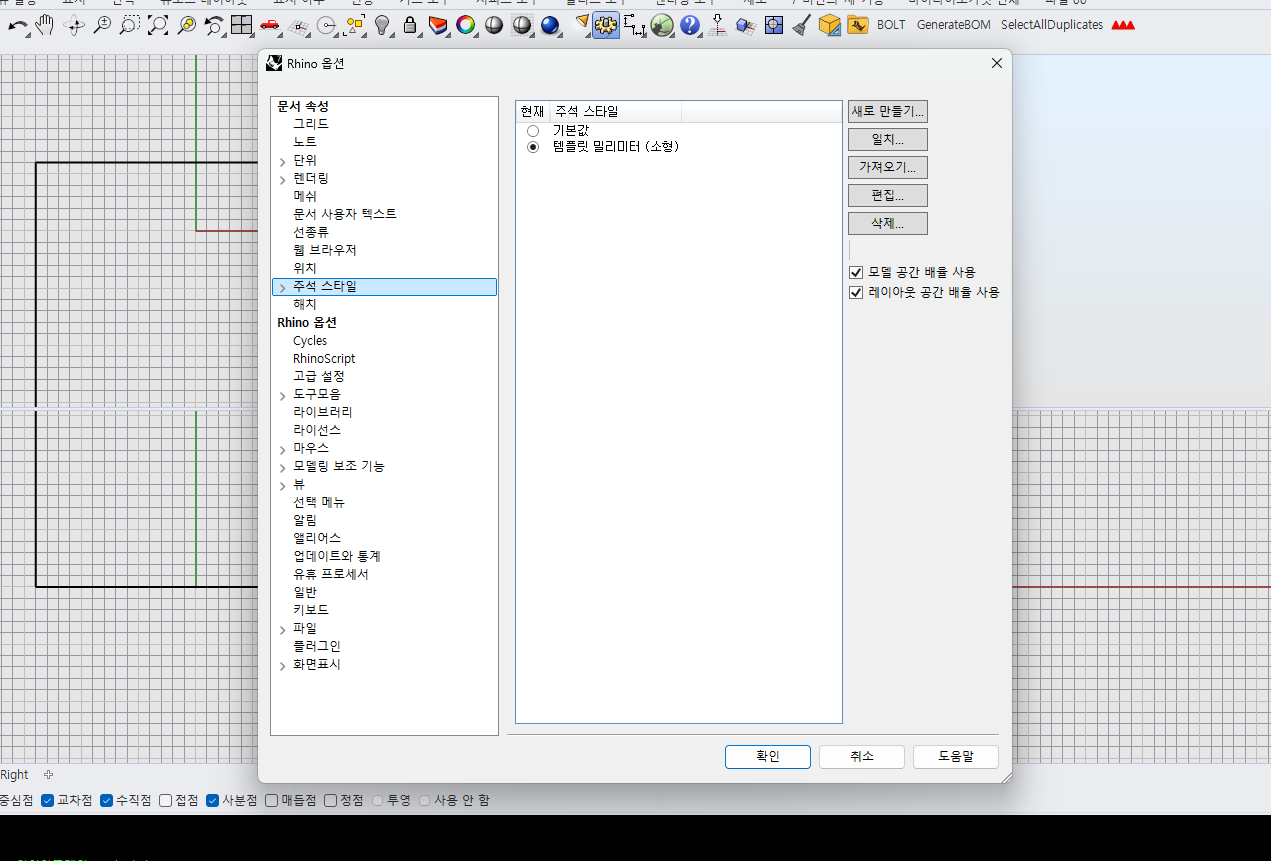 BOLT GenerateBOM SelectAllDuplicates
Rhino 옵션
문서 속성
그리드
노트
단위
렌더링
메쉬
문서 사용자 텍스트
선종류
웹 브라우저
위치
주석 스타일
해치
Rhino 옵션
Cycles
RhinoScript
고급 설정
도구모음
라이브러리
라이선스
마우스
모델링 보조 기능
뷰
선택 메뉴
알림
앨리어스
업데이트와 통계
유휴 프로세서
일반
키보드
파일
플러그인
화면표시
현재 주석 스타일
기본값
템플릿 밀리미터 (소형)
새로 만들기...
일치...
가져오기...
편집...
삭제...
모델 공간 배율 사용
레이아웃 공간 배율 사용
확인 취소 도움말
Right
중심점 교차점 수직점 접점 사분점 매듭점 정점 투영 사용 안 함